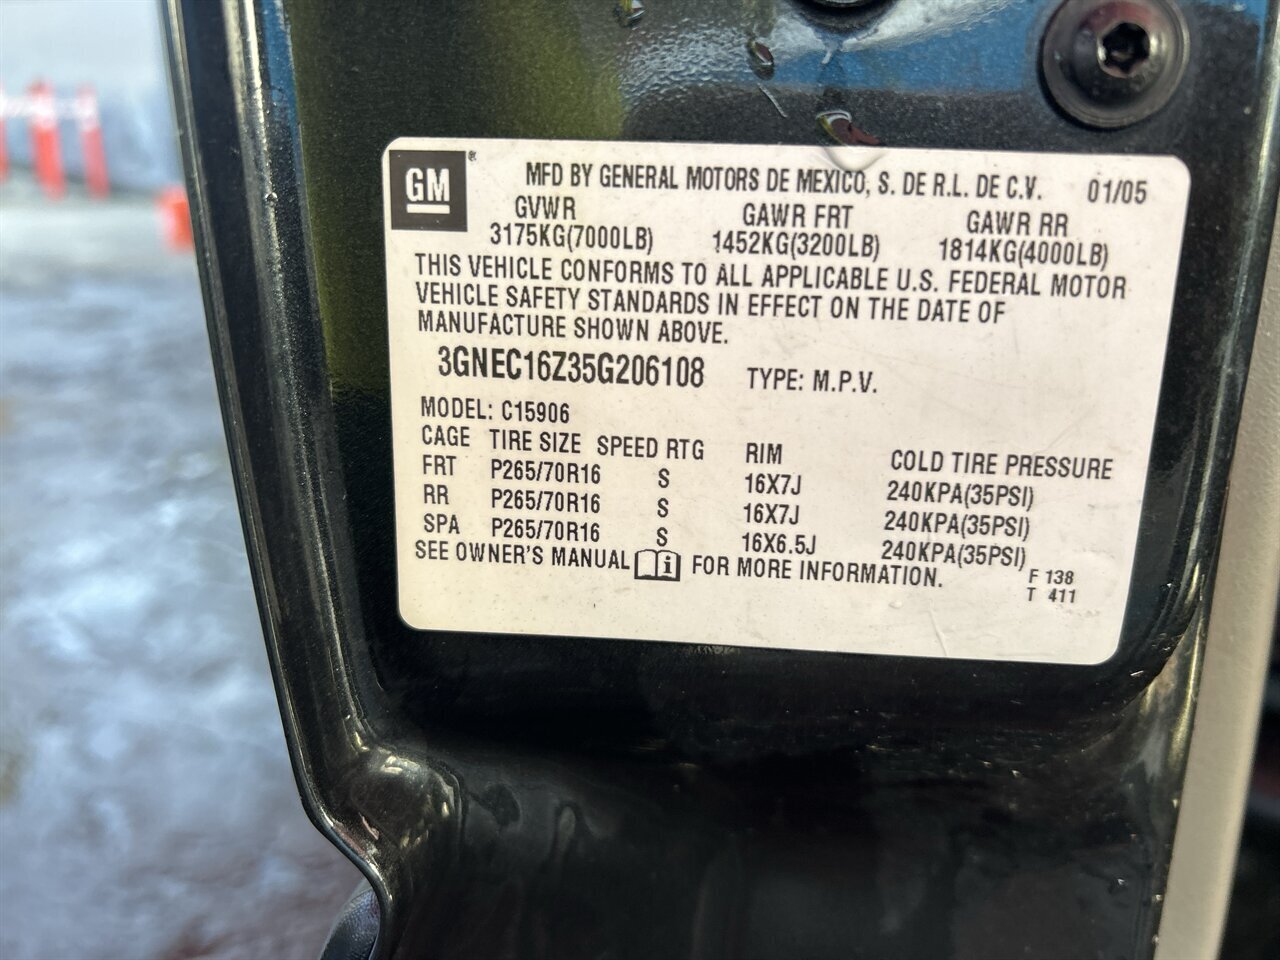 GM
MFD BY GENERAL MOTORS DE MEXICO, S. DE R.L. DE C.V. 01/05
GVWR GAWR FRT GAWR RR
3175KG(7000LB) 1452KG(3200LB) 1814KG(4000LB)
THIS VEHICLE CONFORMS TO ALL APPLICABLE U.S. FEDERAL MOTOR
VEHICLE SAFETY STANDARDS IN EFFECT ON THE DATE OF
MANUFACTURE SHOWN ABOVE.
3GNEC16Z35G206108 TYPE: M.P.V.
MODEL: C15906
CAGE TIRE SIZE SPEED RTG RIM COLD TIRE PRESSURE
FRT P265/70R16 S 16X7J 240KPA(35PSI)
RR P265/70R16 S 16X7J 240KPA(35PSI)
SPA P265/70R16 S 16X6.5J 240KPA(35PSI)
SEE OWNER'S MANUAL FOR MORE INFORMATION. F 138
T 411